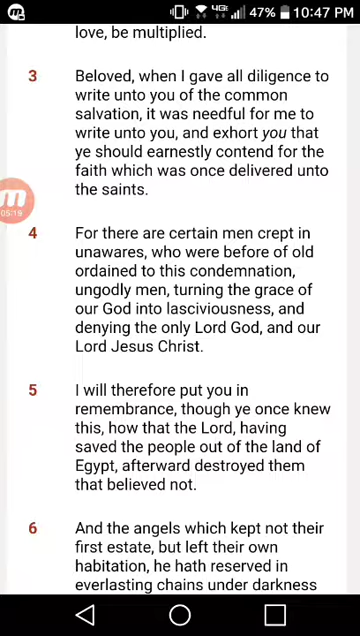 4G 47% 10:47 PM
love, be multiplied.
3 Beloved, when I gave all diligence to
write unto you of the common
salvation, it was needful for me to
write unto you, and exhort you that
ye should earnestly contend for the
faith which was once delivered unto
the saints.
05/19
4 For there are certain men crept in
unawares, who were before of old
ordained to this condemnation,
ungodly men, turning the grace of
our God into lasciviousness, and
denying the only Lord God, and our
Lord Jesus Christ.
5 I will therefore put you in
remembrance, though ye once knew
this, how that the Lord, having
saved the people out of the land of
Egypt, afterward destroyed them
that believed not.
6 And the angels which kept not their
first estate, but left their own
habitation, he hath reserved in
everlasting chains under darkness